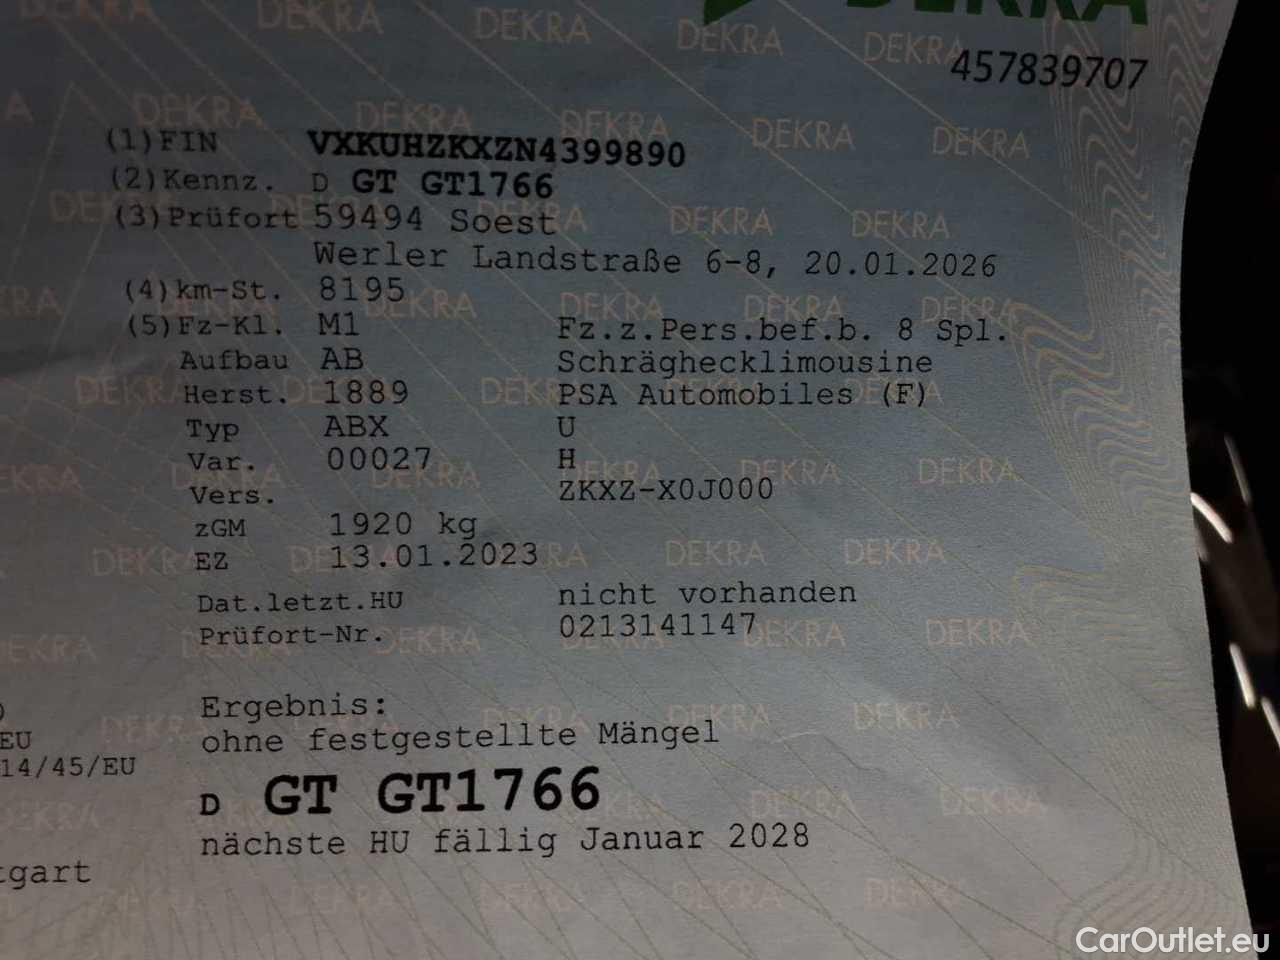 DEKRA
457839707
(1)FIN VXKUHZKXZN4399890
(2)Kennz. D GT GT1766
(3)Prüfort 59494 Soest
Werler Landstraße 6-8, 20.01.2026
(4)km-St. 8195
(5)Fz-Kl. M1 Fz.z.Pers.bef.b. 8 Spl.
Aufbau AB Schräghecklimousine
Herst. 1889 PSA Automobiles (F)
Typ ABX U
Var. 00027 H
Vers. ZKXZ-X0J000
zGM 1920 kg
EZ 13.01.2023
Dat.letzt.HU nicht vorhanden
Prüfort-Nr. 0213141147
Ergebnis:
EU ohne festgestellte Mängel
14/45/EU
D GT GT1766
nächste HU fällig Januar 2028
tgart
CarOutlet.eu